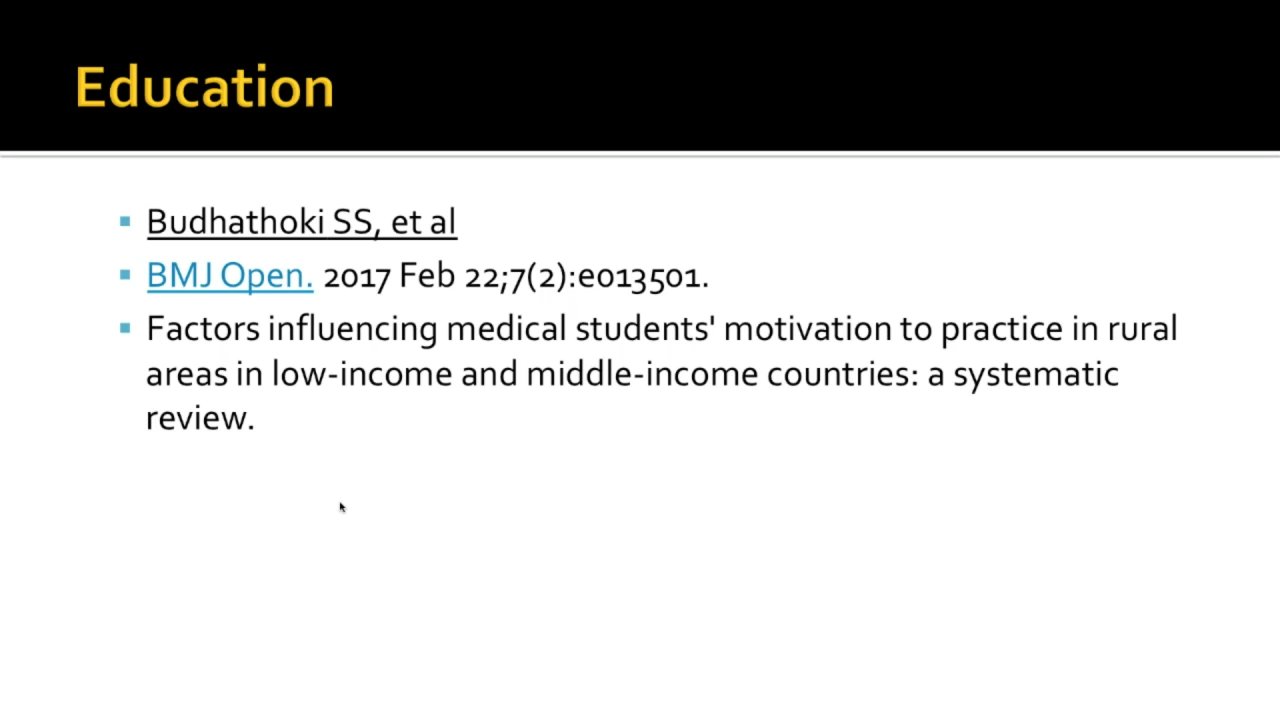 Education
Budhathoki SS, et al
BMJ Open. 2017 Feb 22;7(2):e013501.
Factors influencing medical students' motivation to practice in rural
areas in low-income and middle-income countries: a systematic
review.